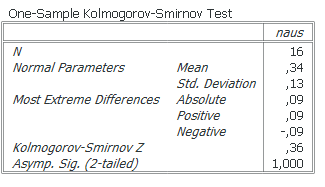 One-Sample Kolmogorov-Smirnov Test
naus
N 16
Normal Parameters Mean ,34
Std. Deviation ,13
Most Extreme Differences Absolute ,09
Positive ,09
Negative -,09
Kolmogorov-Smirnov Z ,36
Asymp. Sig. (2-tailed) 1,000